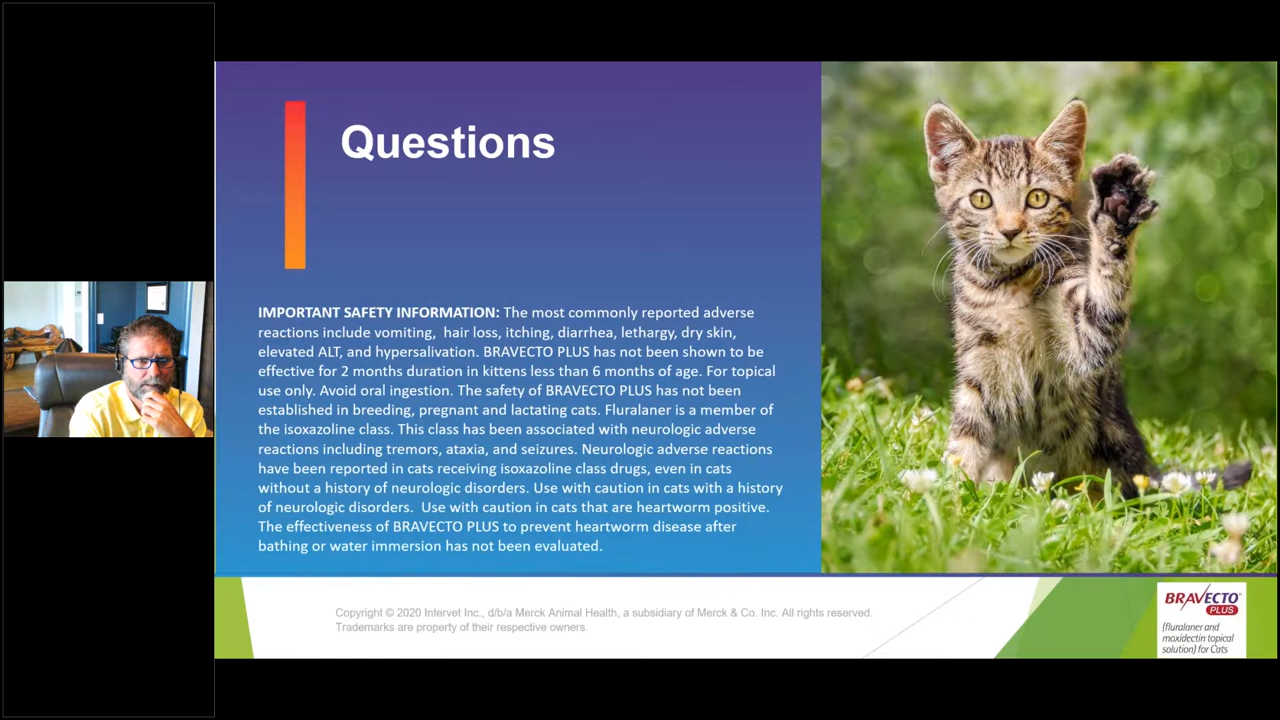 Questions
IMPORTANT SAFETY INFORMATION: The most commonly reported adverse
reactions include vomiting, hair loss, itching, diarrhea, lethargy, dry skin,
elevated ALT, and hypersalivation. BRAVECTO PLUS has not been shown to be
effective for 2 months duration in kittens less than 6 months of age. For topical
use only. Avoid oral ingestion. The safety of BRAVECTO PLUS has not been
established in breeding, pregnant and lactating cats. Fluralaner is a member of
the isoxazoline class. This class has been associated with neurologic adverse
reactions including tremors, ataxia, and seizures. Neurologic adverse reactions
have been reported in cats receiving isoxazoline class drugs, even in cats
without a history of neurologic disorders. Use with caution in cats with a history
of neurologic disorders. Use with caution in cats that are heartworm positive.
The effectiveness of BRAVECTO PLUS to prevent heartworm disease after
bathing or water immersion has not been evaluated.
Copyright © 2020 Intervet Inc., d/b/a Merck Animal Health, a subsidiary of Merck & Co. Inc. All rights reserved.
Trademarks are property of their respective owners.
BRAVECTO®
PLUS
(fluralaner and
moxidectin topical
solution) for Cats